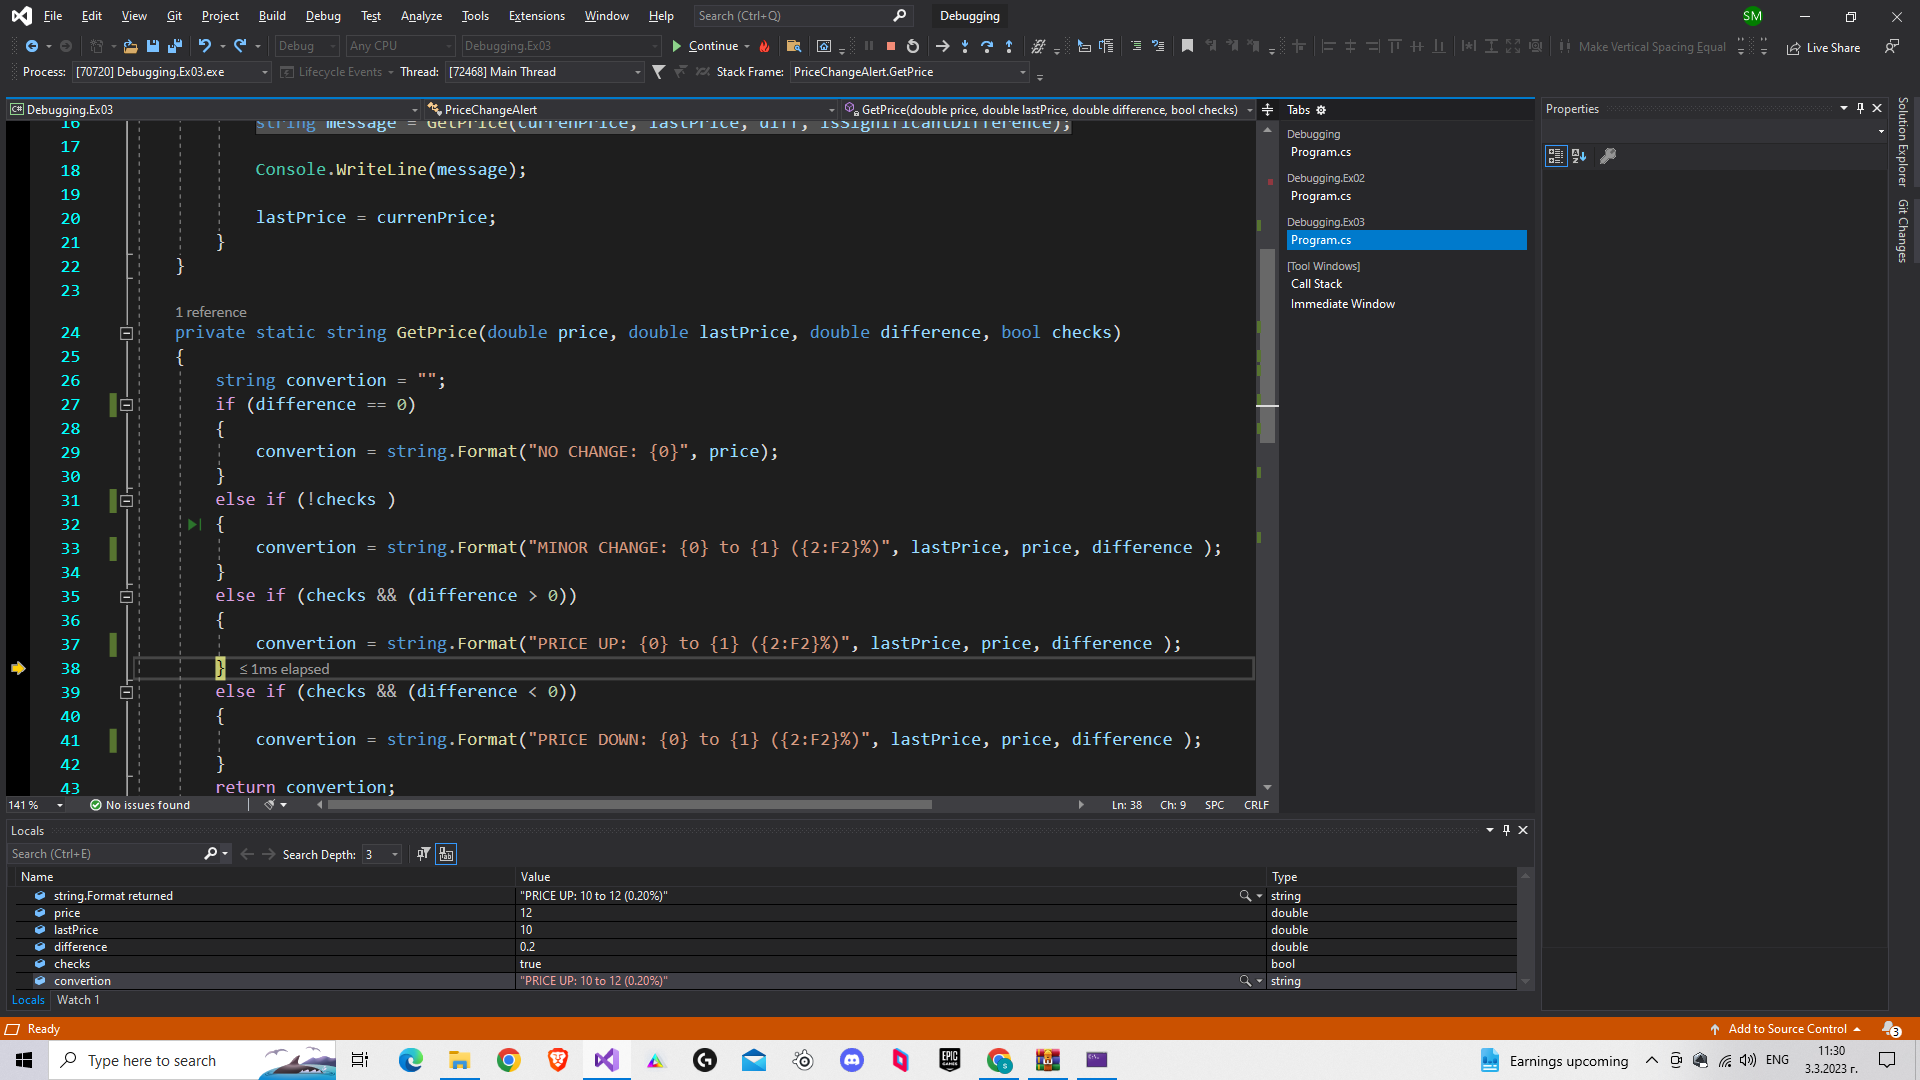 File Edit View Git Project Build Debug Test Analyze Tools Extensions Window Help Search (Ctrl+Q) Debugging SM
Debug Any CPU Debugging.Ex03 Continue Make Vertical Spacing Equal Live Share
Process: [70720] Debugging.Ex03.exe Lifecycle Events Thread: [72468] Main Thread Stack Frame: PriceChangeAlert.GetPrice
Debugging.Ex03 PriceChangeAlert GetPrice(double price, double lastPrice, double difference, bool checks)
16 string message = GetPrice(currenPrice, lastPrice, diff, isSignificantDifference);
17
18 Console.WriteLine(message);
19
20 lastPrice = currenPrice;
21 }
22 }
23
1 reference
24 private static string GetPrice(double price, double lastPrice, double difference, bool checks)
25 {
26 string convertion = "";
27 if (difference == 0)
28 {
29 convertion = string.Format("NO CHANGE: {0}", price);
30 }
31 else if (!checks )
32 {
33 convertion = string.Format("MINOR CHANGE: {0} to {1} ({2:F2}%)", lastPrice, price, difference );
34 }
35 else if (checks && (difference > 0))
36 {
37 convertion = string.Format("PRICE UP: {0} to {1} ({2:F2}%)", lastPrice, price, difference );
38 } ≤ 1ms elapsed
39 else if (checks && (difference < 0))
40 {
41 convertion = string.Format("PRICE DOWN: {0} to {1} ({2:F2}%)", lastPrice, price, difference );
42 }
43 return convertion;
141 % No issues found Ln: 38 Ch: 9 SPC CRLF
Tabs
Debugging
Program.cs
Debugging.Ex02
Program.cs
Debugging.Ex03
Program.cs
[Tool Windows]
Call Stack
Immediate Window
Properties
Solution Explorer
Git Changes
Locals
Search (Ctrl+E) Search Depth: 3
Name Value Type
string.Format returned "PRICE UP: 10 to 12 (0.20%)" string
price 12 double
lastPrice 10 double
difference 0.2 double
checks true bool
convertion "PRICE UP: 10 to 12 (0.20%)" string
Locals Watch 1
Ready Add to Source Control 3
Type here to search EPIC GAMES S Earnings upcoming ENG 11:30
3.3.2023 г.